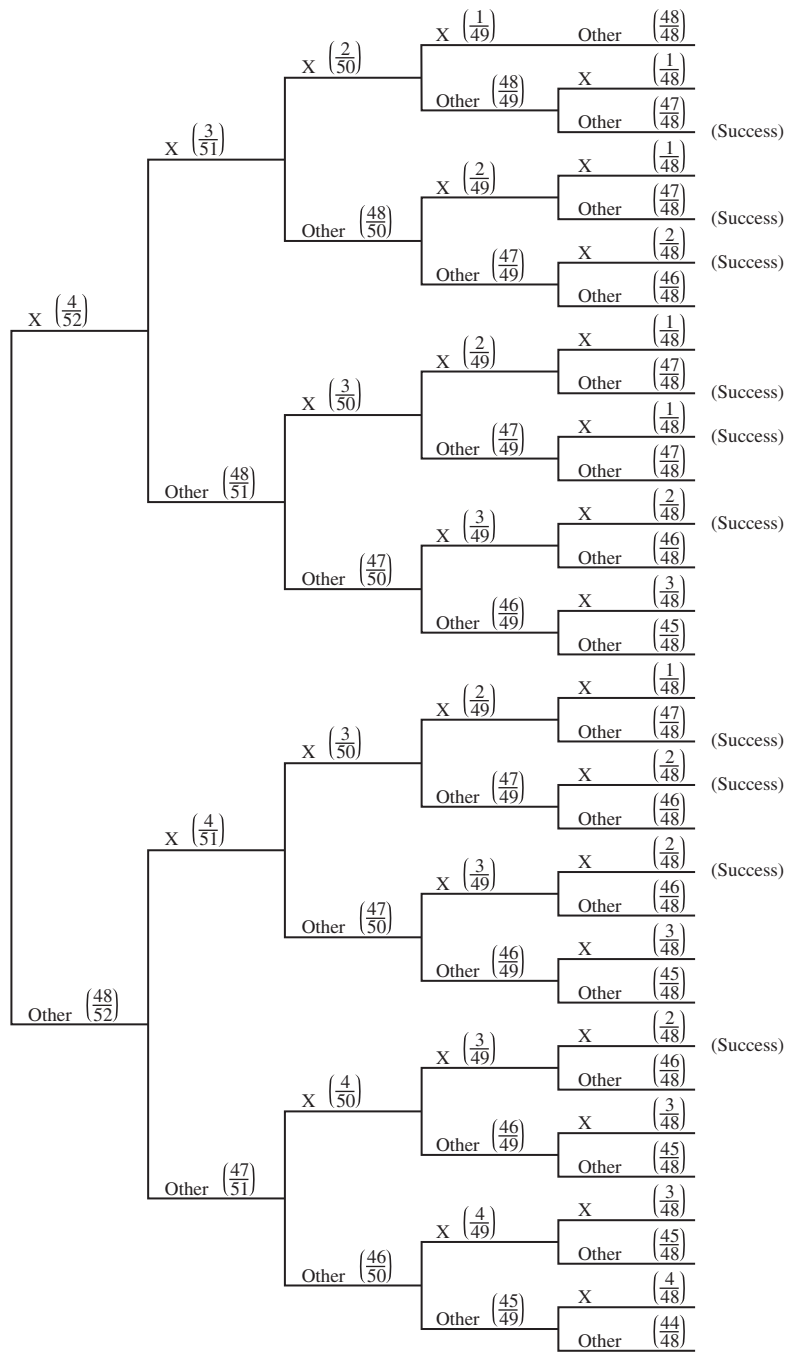 X (1/49) Other (48/48)
X (2/50)
X (1/48)
Other (48/49)
Other (47/48) (Success)
X (3/51)
X (1/48)
X (2/49)
Other (47/48) (Success)
Other (48/50)
X (2/48) (Success)
Other (47/49)
Other (46/48)
X (4/52)
X (1/48)
X (2/49)
Other (47/48) (Success)
X (3/50)
X (1/48) (Success)
Other (47/49)
Other (47/48)
Other (48/51)
X (2/48) (Success)
X (3/49)
Other (46/48)
Other (47/50)
X (3/48)
Other (46/49)
Other (45/48)
X (1/48)
X (2/49)
Other (47/48) (Success)
X (3/50)
X (2/48) (Success)
Other (47/49)
Other (46/48)
X (4/51)
X (2/48) (Success)
X (3/49)
Other (46/48)
Other (47/50)
X (3/48)
Other (46/49)
Other (45/48)
Other (48/52)
X (2/48) (Success)
X (3/49)
Other (46/48)
X (4/50)
X (3/48)
Other (46/49)
Other (45/48)
Other (47/51)
X (3/48)
X (4/49)
Other (45/48)
Other (46/50)
X (4/48)
Other (45/49)
Other (44/48)